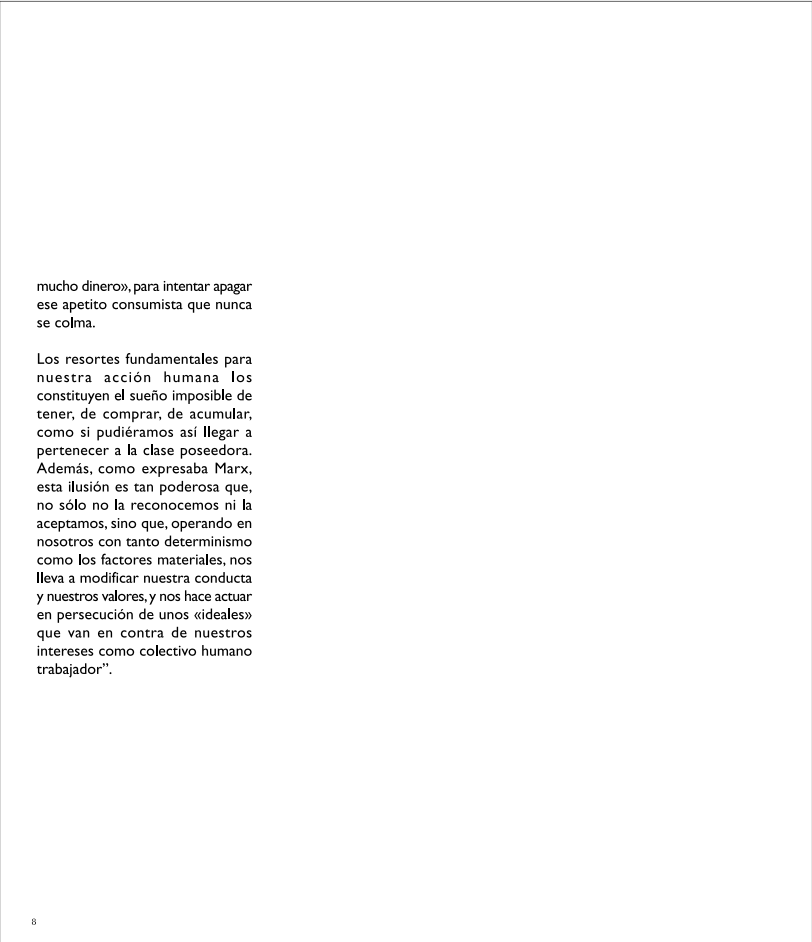 mucho dinero», para intentar apagar
ese apetito consumista que nunca
se colma.
Los resortes fundamentales para
nuestra acción humana los
constituyen el sueño imposible de
tener, de comprar, de acumular,
como si pudiéramos así llegar a
pertenecer a la clase poseedora.
Además, como expresaba Marx,
esta ilusión es tan poderosa que,
no sólo no la reconocemos ni la
aceptamos, sino que, operando en
nosotros con tanto determinismo
como los factores materiales, nos
lleva a modificar nuestra conducta
y nuestros valores, y nos hace actuar
en persecución de unos «ideales»
que van en contra de nuestros
intereses como colectivo humano
trabajador”.
8